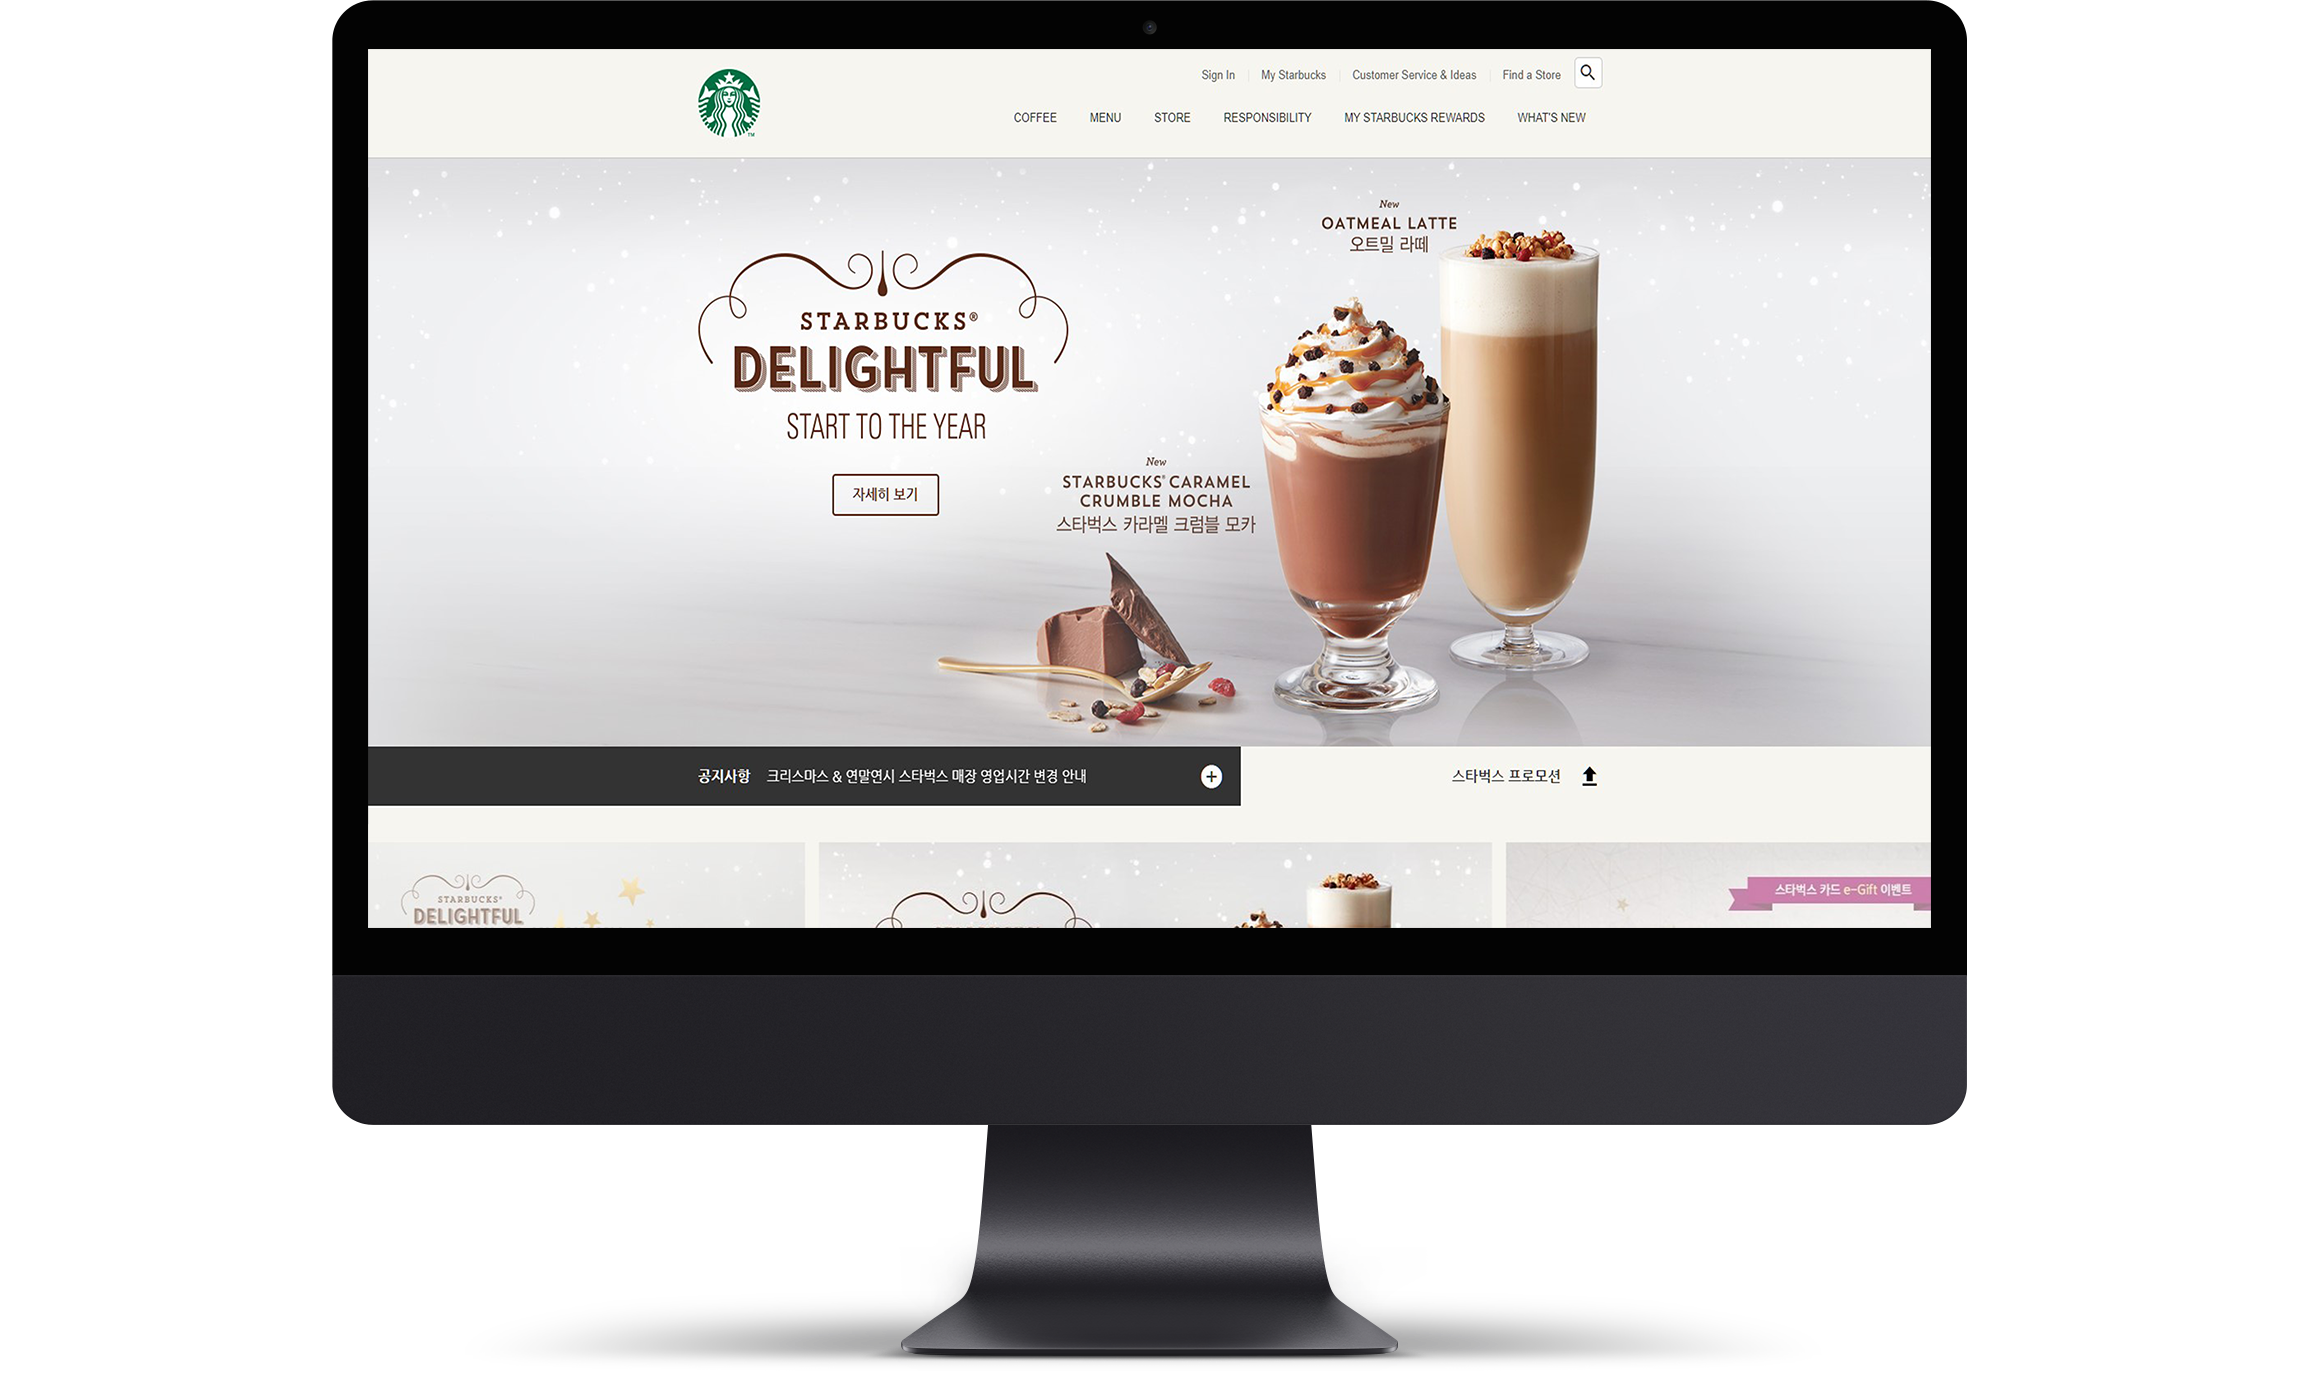 Sign In
My Starbucks
Customer Service & Ideas
Find a Store
TM
COFFEE
MENU
STORE
RESPONSIBILITY
MY STARBUCKS REWARDS
WHAT'S NEW
New
OATMEAL LATTE
오트밀 라떼
STARBUCKS®
DELIGHTFUL
START TO THE YEAR
자세히 보기
New
STARBUCKS® CARAMEL
CRUMBLE MOCHA
스타벅스 카라멜 크럼블 모카
공지사항 크리스마스 & 연말연시 스타벅스 매장 영업시간 변경 안내
스타벅스 프로모션
STARBUCKS®
DELIGHTFUL
스타벅스 카드 e-Gift 이벤트